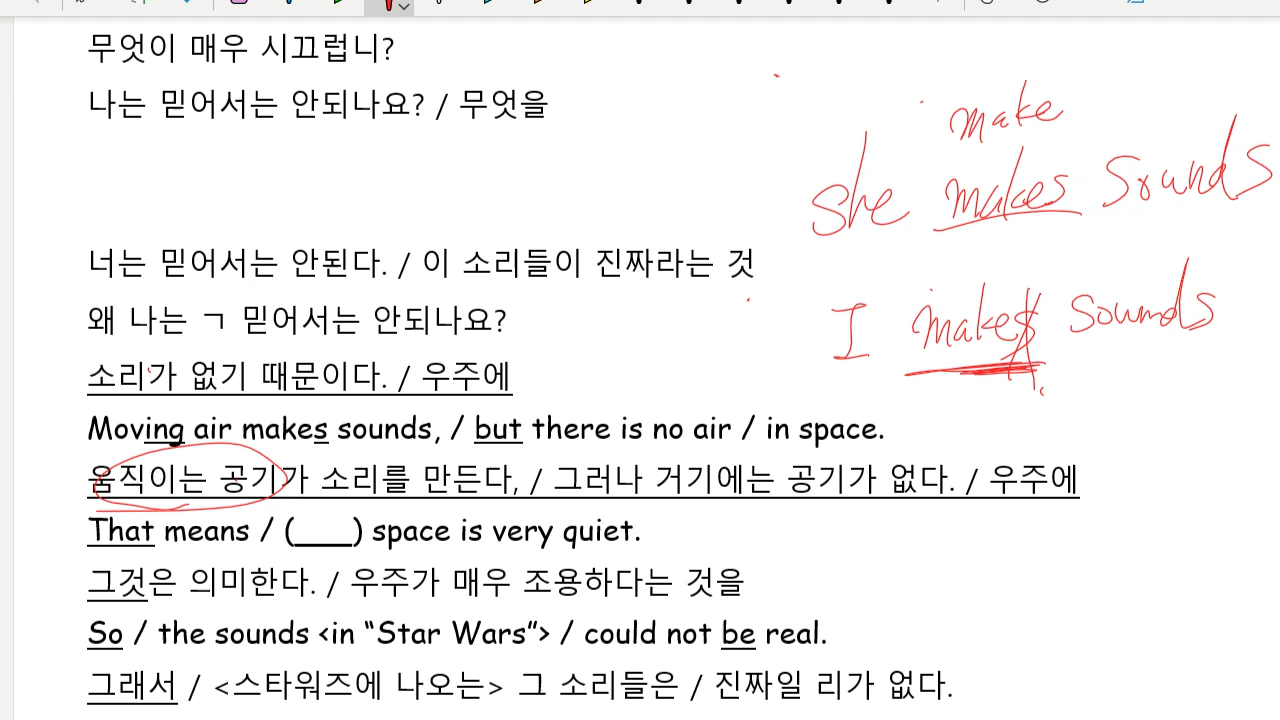 무엇이 매우 시끄럽니?
나는 믿어서는 안되나요? / 무엇을
make
She makes sounds
너는 믿어서는 안된다. / 이 소리들이 진짜라는 것
왜 나는 ㄱ 믿어서는 안되나요?
I makes sounds
소리가 없기 때문이다. / 우주에
Moving air makes sounds, / but there is no air / in space.
움직이는 공기가 소리를 만든다, / 그러나 거기에는 공기가 없다. / 우주에
That means / (___) space is very quiet.
그것은 의미한다. / 우주가 매우 조용하다는 것을
So / the sounds <in “Star Wars”> / could not be real.
그래서 / <스타워즈에 나오는> 그 소리들은 / 진짜일 리가 없다.